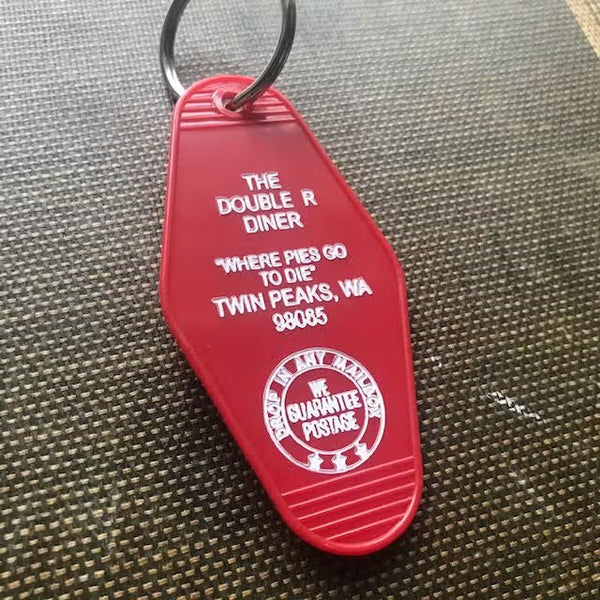 THE
DOUBLE R
DINER
"WHERE PIES GO
TO DIE"
TWIN PEAKS, WA
98065
DROP IN ANY MAILBOX
WE
GUARANTEE
POSTAGE